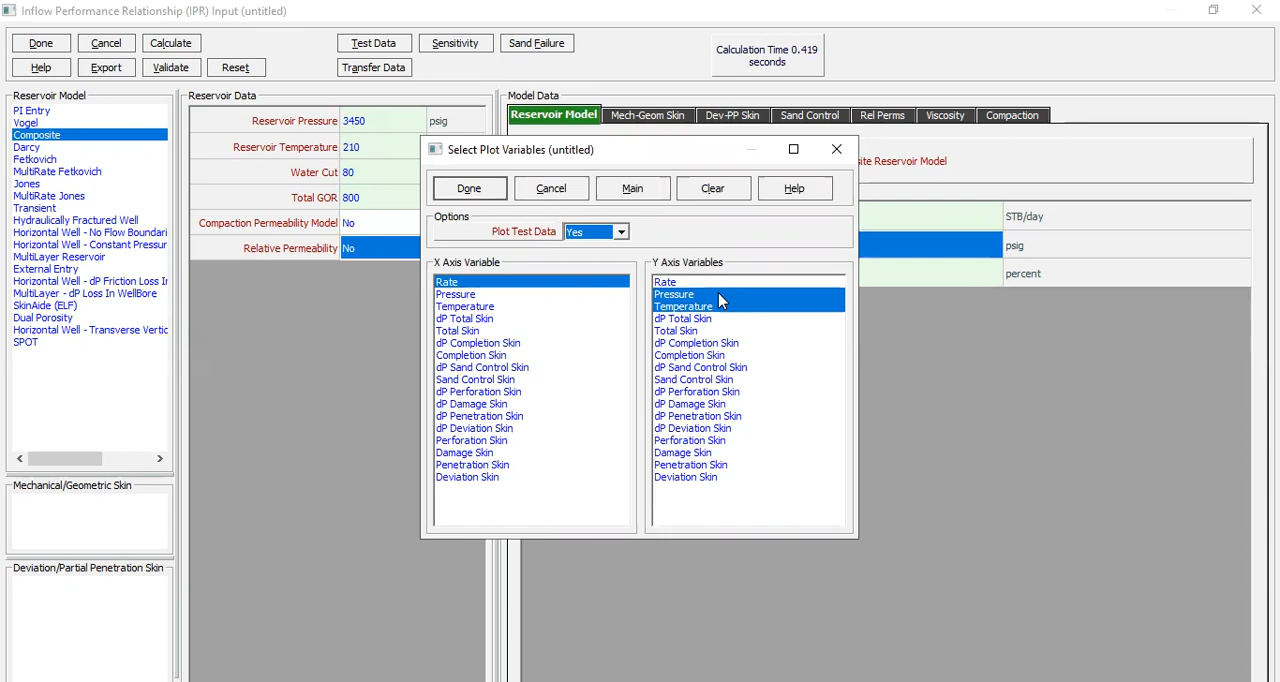 Inflow Performance Relationship (IPR) Input (untitled)
Done Cancel Calculate Test Data Sensitivity Sand Failure
Help Export Validate Reset Transfer Data
Calculation Time 0.419
seconds
Reservoir Model
PI Entry
Vogel
Composite
Darcy
Fetkovich
MultiRate Fetkovich
Jones
MultiRate Jones
Transient
Hydraulically Fractured Well
Horizontal Well - No Flow Boundari
Horizontal Well - Constant Pressur
MultiLayer Reservoir
External Entry
Horizontal Well - dP Friction Loss Ir
MultiLayer - dP Loss In WellBore
SkinAide (ELF)
Dual Porosity
Horizontal Well - Transverse Vertic
SPOT
Mechanical/Geometric Skin
Deviation/Partial Penetration Skin
Reservoir Data
Reservoir Pressure 3450 psig
Reservoir Temperature 210
Water Cut 80
Total GOR 800
Compaction Permeability Model No
Relative Permeability No
Model Data
Reservoir Model Mech-Geom Skin Dev-PP Skin Sand Control Rel Perms Viscosity Compaction
site Reservoir Model
STB/day
psig
percent
Select Plot Variables (untitled)
Done Cancel Main Clear Help
Options
Plot Test Data Yes
X Axis Variable
Rate
Pressure
Temperature
dP Total Skin
Total Skin
dP Completion Skin
Completion Skin
dP Sand Control Skin
Sand Control Skin
dP Perforation Skin
dP Damage Skin
dP Penetration Skin
dP Deviation Skin
Perforation Skin
Damage Skin
Penetration Skin
Deviation Skin
Y Axis Variables
Rate
Pressure
Temperature
dP Total Skin
Total Skin
dP Completion Skin
Completion Skin
dP Sand Control Skin
Sand Control Skin
dP Perforation Skin
dP Damage Skin
dP Penetration Skin
dP Deviation Skin
Perforation Skin
Damage Skin
Penetration Skin
Deviation Skin